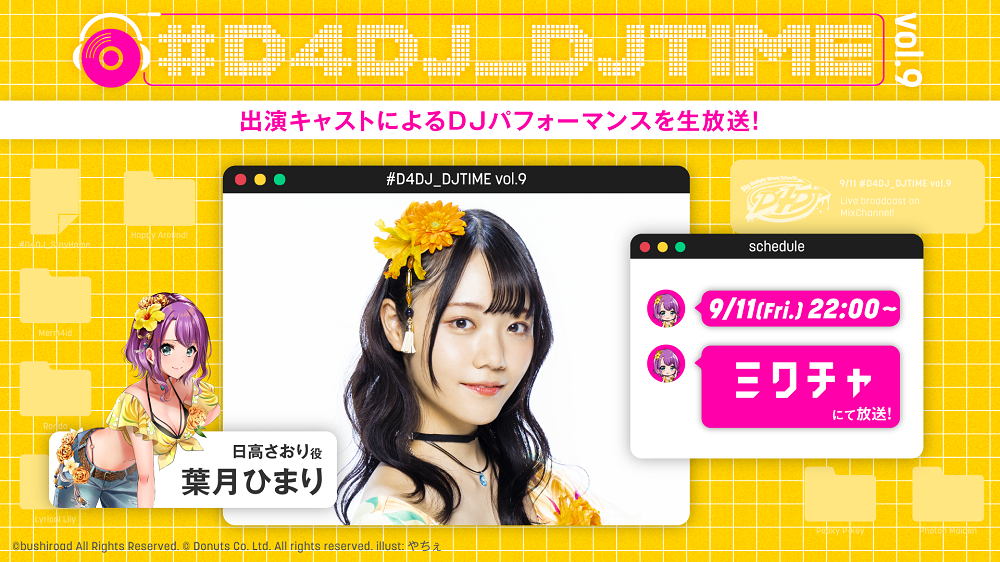 #D4DJ_DJTIME
vol.9
出演キャストによるDJパフォーマンスを生放送!
#D4DJ_DJTIME vol.9
9/11 #D4DJ_DJTIME vol.9
Live broadcast on
MixChannel!
D4DJ
schedule
9/11(Fri.) 22:00~
ミクチャ
にて放送!
#D4DJ_StayHome
Happy Around!
Merm4id
Rondo
Lyrical Lily
日高さおり役
葉月ひまり
Peaky P-key
Photon Maiden
©bushiroad All Rights Reserved. © Donuts Co. Ltd. All rights reserved. illust: やちぇ